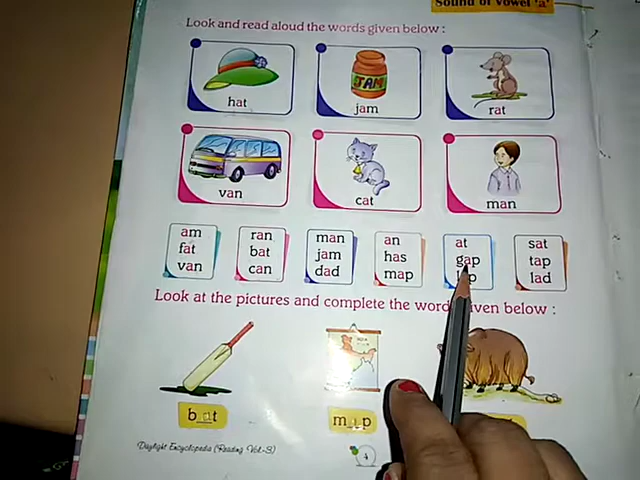 Sound of vowel 'a'
Look and read aloud the words given below :
hat
jam
JAM
rat
van
cat
man
am
fat
van
ran
bat
can
man
jam
dad
an
has
map
at
gap
sat
tap
lad
Look at the pictures and complete the word given below :
b a t
m a p
Daylight Encyclopedia (Reading Vol.-3)
4